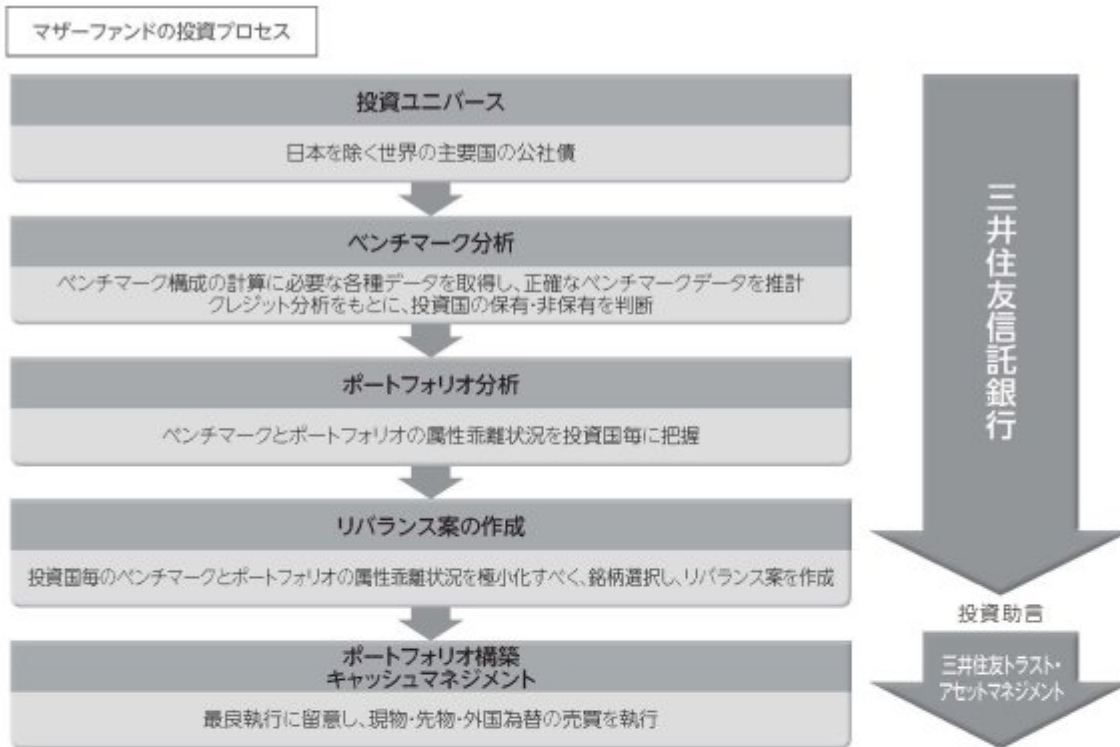 マザーファンドの投資プロセス
投資ユニバース
日本を除く世界の主要国の公社債
ベンチマーク分析
ベンチマーク構成の計算に必要な各種データを取得し、正確なベンチマークデータを推計
クレジット分析をもとに、投資国の保有・非保有を判断
ポートフォリオ分析
ベンチマークとポートフォリオの属性乖離状況を投資国毎に把握
リバランス案の作成
投資国毎のベンチマークとポートフォリオの属性乖離状況を極小化すべく、銘柄選択し、リバランス案を作成
ポートフォリオ構築
キャッシュマネジメント
最良執行に留意し、現物・先物・外国為替の売買を執行
三井住友信託銀行
投資助言
三井住友トラスト・
アセットマネジメント